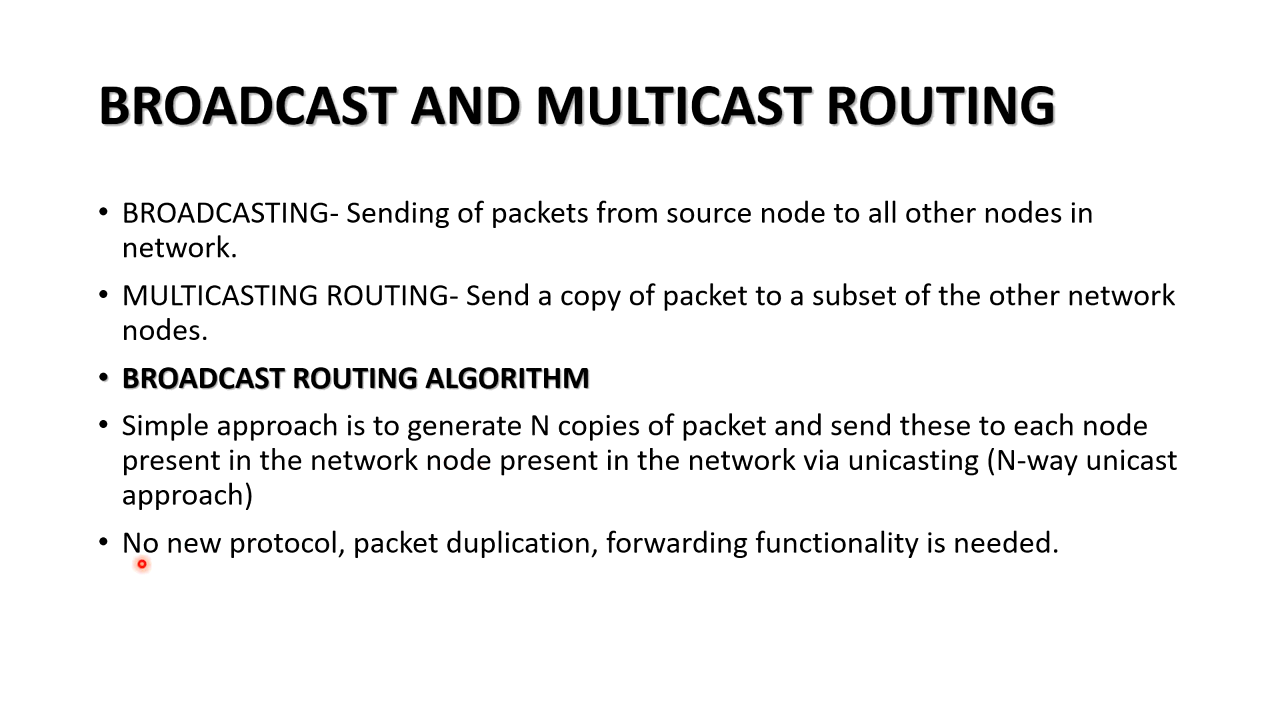 BROADCAST AND MULTICAST ROUTING
• BROADCASTING- Sending of packets from source node to all other nodes in
network.
• MULTICASTING ROUTING- Send a copy of packet to a subset of the other network
nodes.
• BROADCAST ROUTING ALGORITHM
• Simple approach is to generate N copies of packet and send these to each node
present in the network node present in the network via unicasting (N-way unicast
approach)
• No new protocol, packet duplication, forwarding functionality is needed.